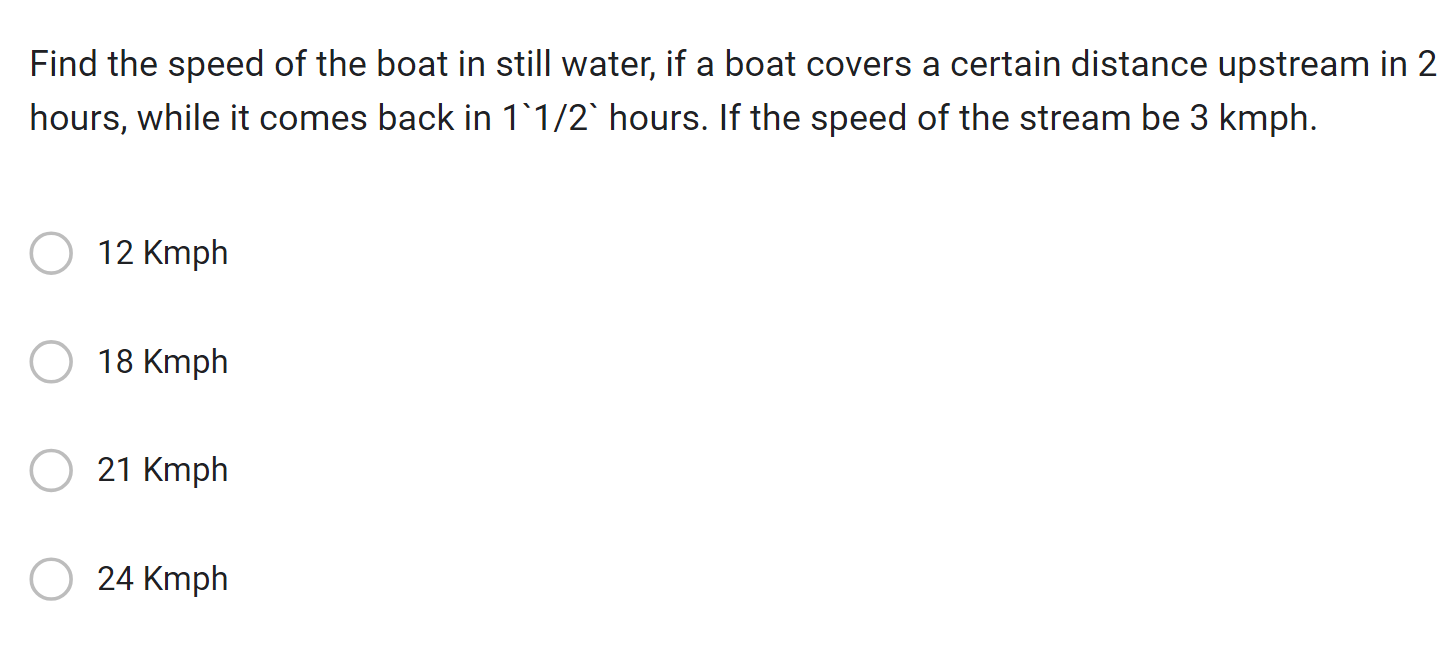 Find the speed of the boat in still water, if a boat covers a certain distance upstream in 2
hours, while it comes back in 1`1/2` hours. If the speed of the stream be 3 kmph.
12 Kmph
18 Kmph
21 Kmph
24 Kmph